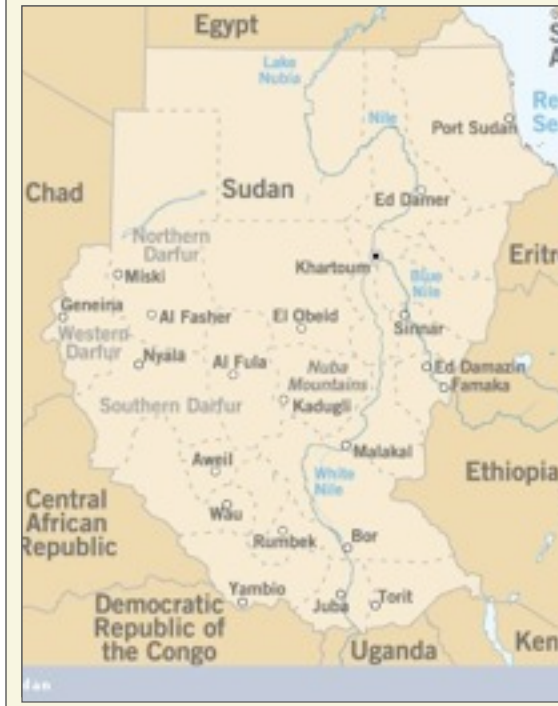 Egypt
Lake
Nubia
Nile
Port Sudan
Chad
Sudan
Ed Damer
Northern
Darfur
Khartoum
Eritr
Miski
Blue
Nile
Geneina
Al Fasher
El Obeid
Sinnar
Western
Darfur
Nyala
Al Fula
Nuba
Mountains
Ed Damazin
Famaka
Southern Darfur
Kadugli
Malakal
Aweil
White
Nile
Ethiopia
Central
African
Republic
Wau
Rumbek
Bor
Yambio
Juba
Torit
Democratic
Republic of
the Congo
Uganda
Ken
dan